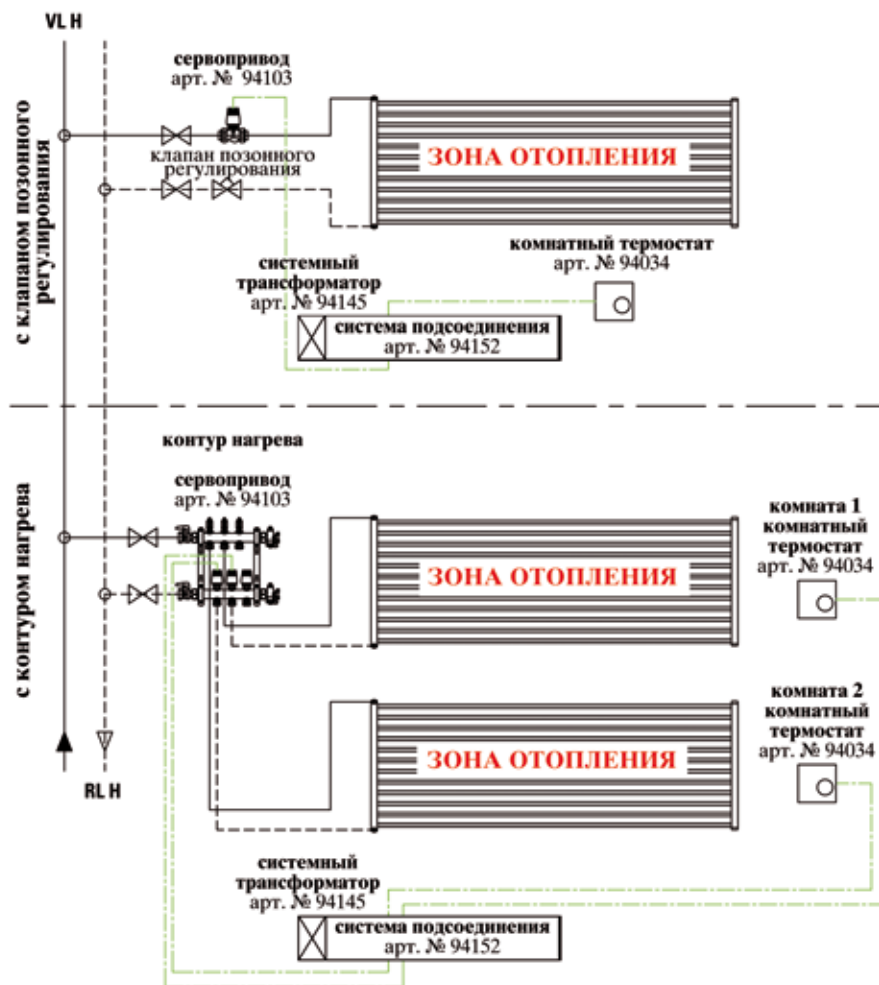 VL H
сервопривод
арт. № 94103
клапан позонного
регулирования
ЗОНА ОТОПЛЕНИЯ
с клапаном позонного
регулирования
комнатный термостат
арт. № 94034
системный
трансформатор
арт. № 94145
система подсоединения
арт. № 94152
контур нагрева
сервопривод
арт. № 94103
с контуром нагрева
ЗОНА ОТОПЛЕНИЯ
комната 1
комнатный
термостат
арт. № 94034
ЗОНА ОТОПЛЕНИЯ
комната 2
комнатный
термостат
арт. № 94034
RL H
системный
трансформатор
арт. № 94145
система подсоединения
арт. № 94152